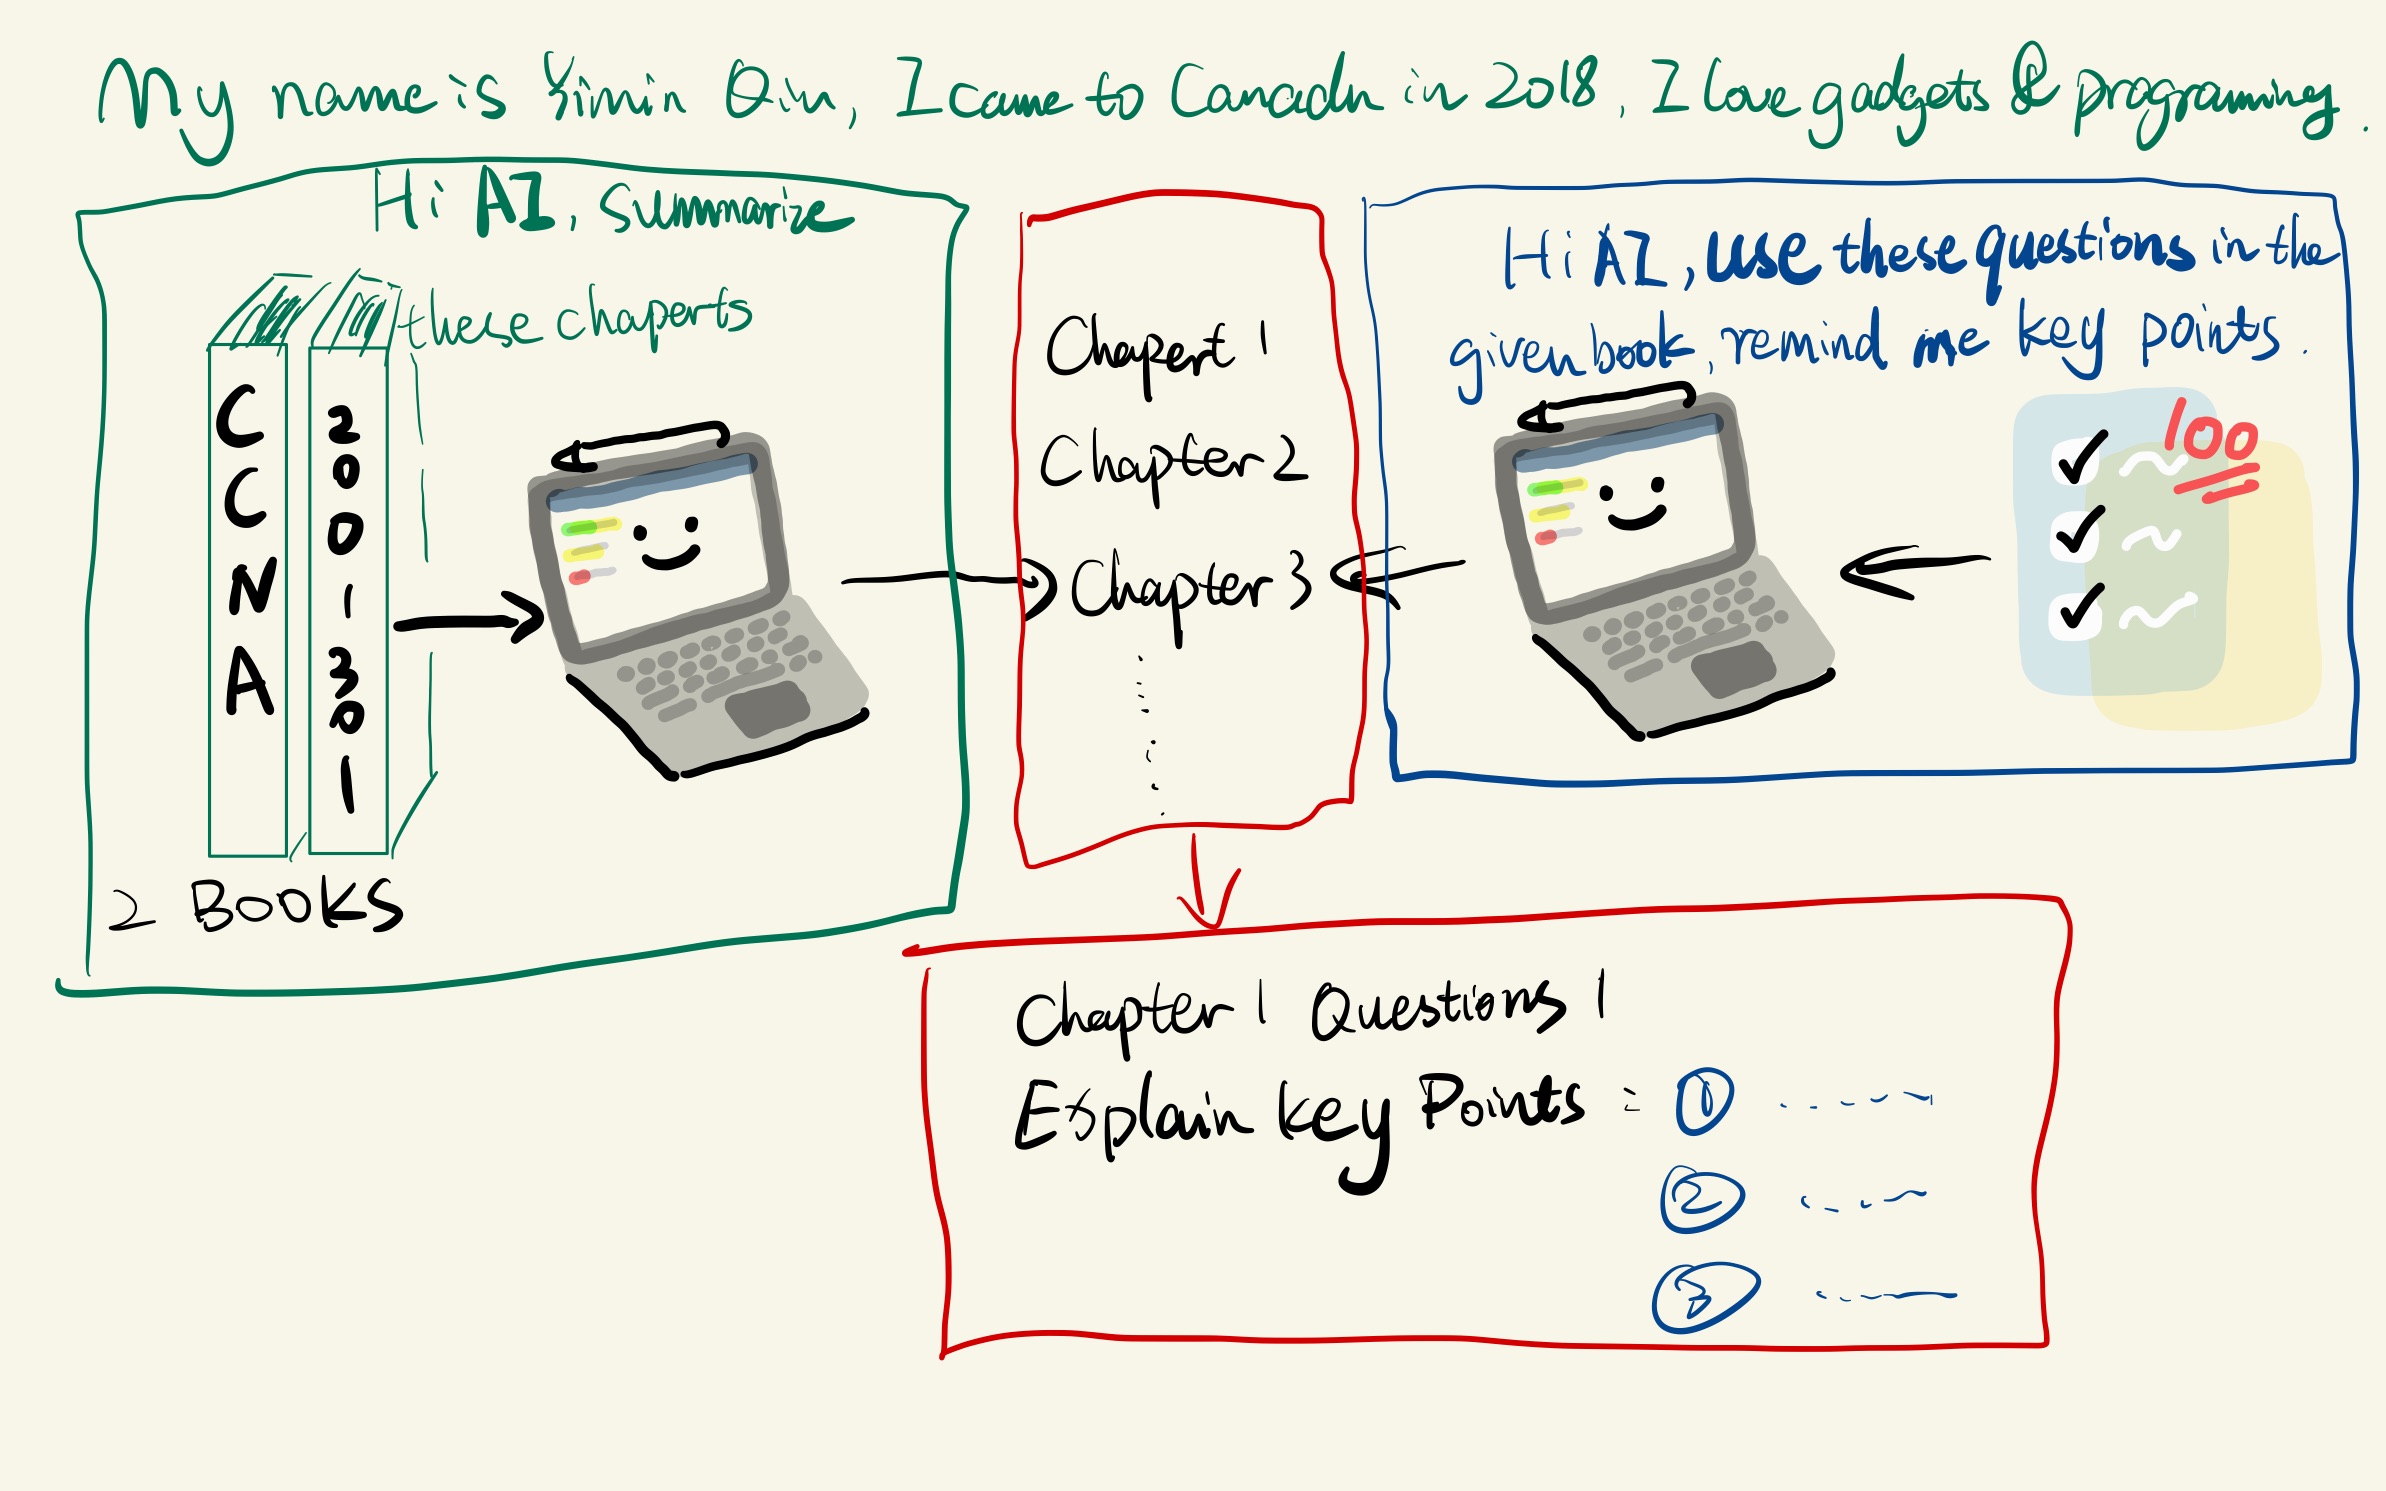 My name is Yimin Qiu, I came to Canada in 2018, I love gadgets & programing.
Hi AI, summarize
these chaperts
CCNA
200-301
2 BOOKS
Chapert 1
Chapter 2
Chapter 3
Hi AI, use these questions in the
given book, remind me key points.
100
Chapter 1 Questions 1
Explain key Points : ①
②
③